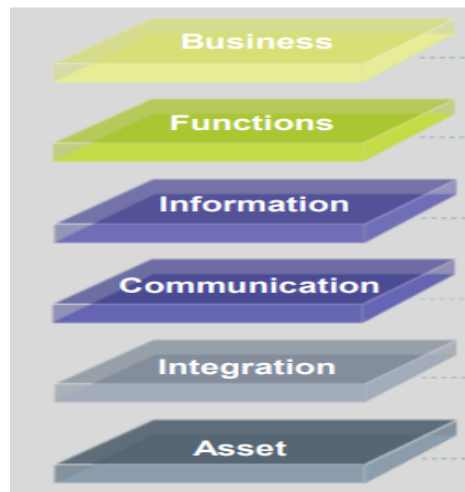 Business
Functions
Information
Communication
Integration
Asset